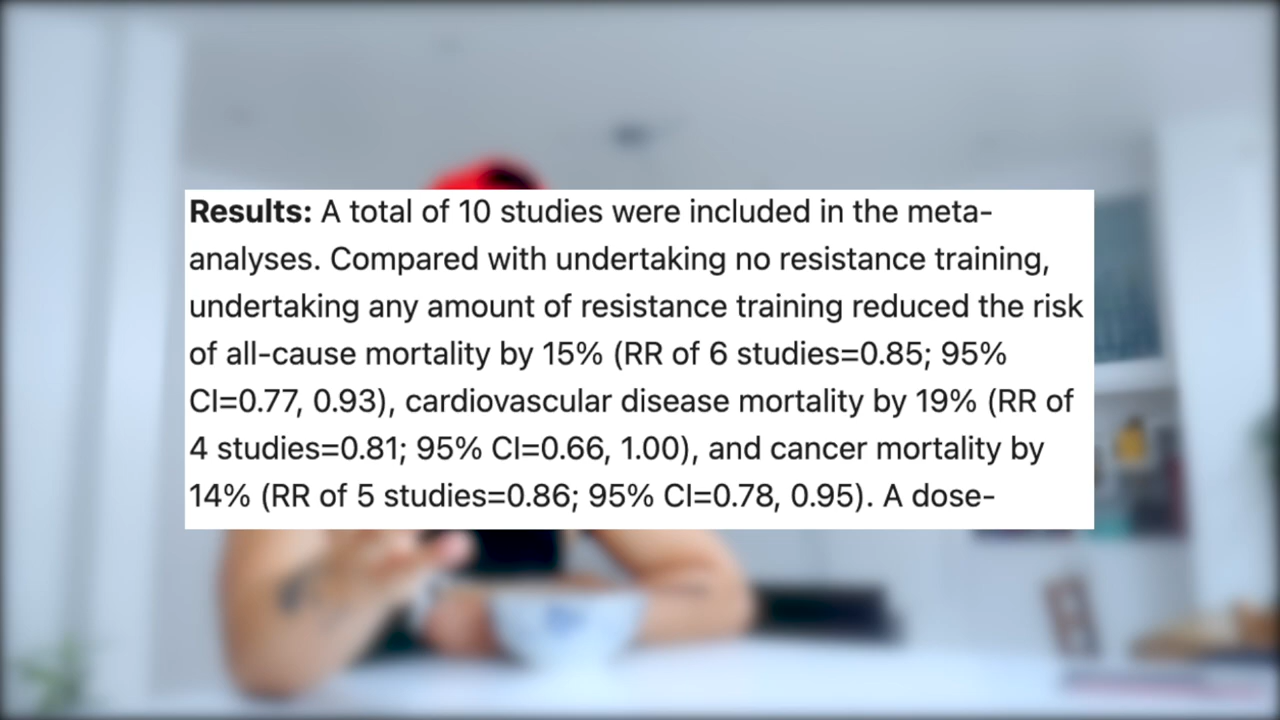 Results: A total of 10 studies were included in the meta-
analyses. Compared with undertaking no resistance training,
undertaking any amount of resistance training reduced the risk
of all-cause mortality by 15% (RR of 6 studies=0.85; 95%
CI=0.77, 0.93), cardiovascular disease mortality by 19% (RR of
4 studies=0.81; 95% CI=0.66, 1.00), and cancer mortality by
14% (RR of 5 studies=0.86; 95% CI=0.78, 0.95). A dose-